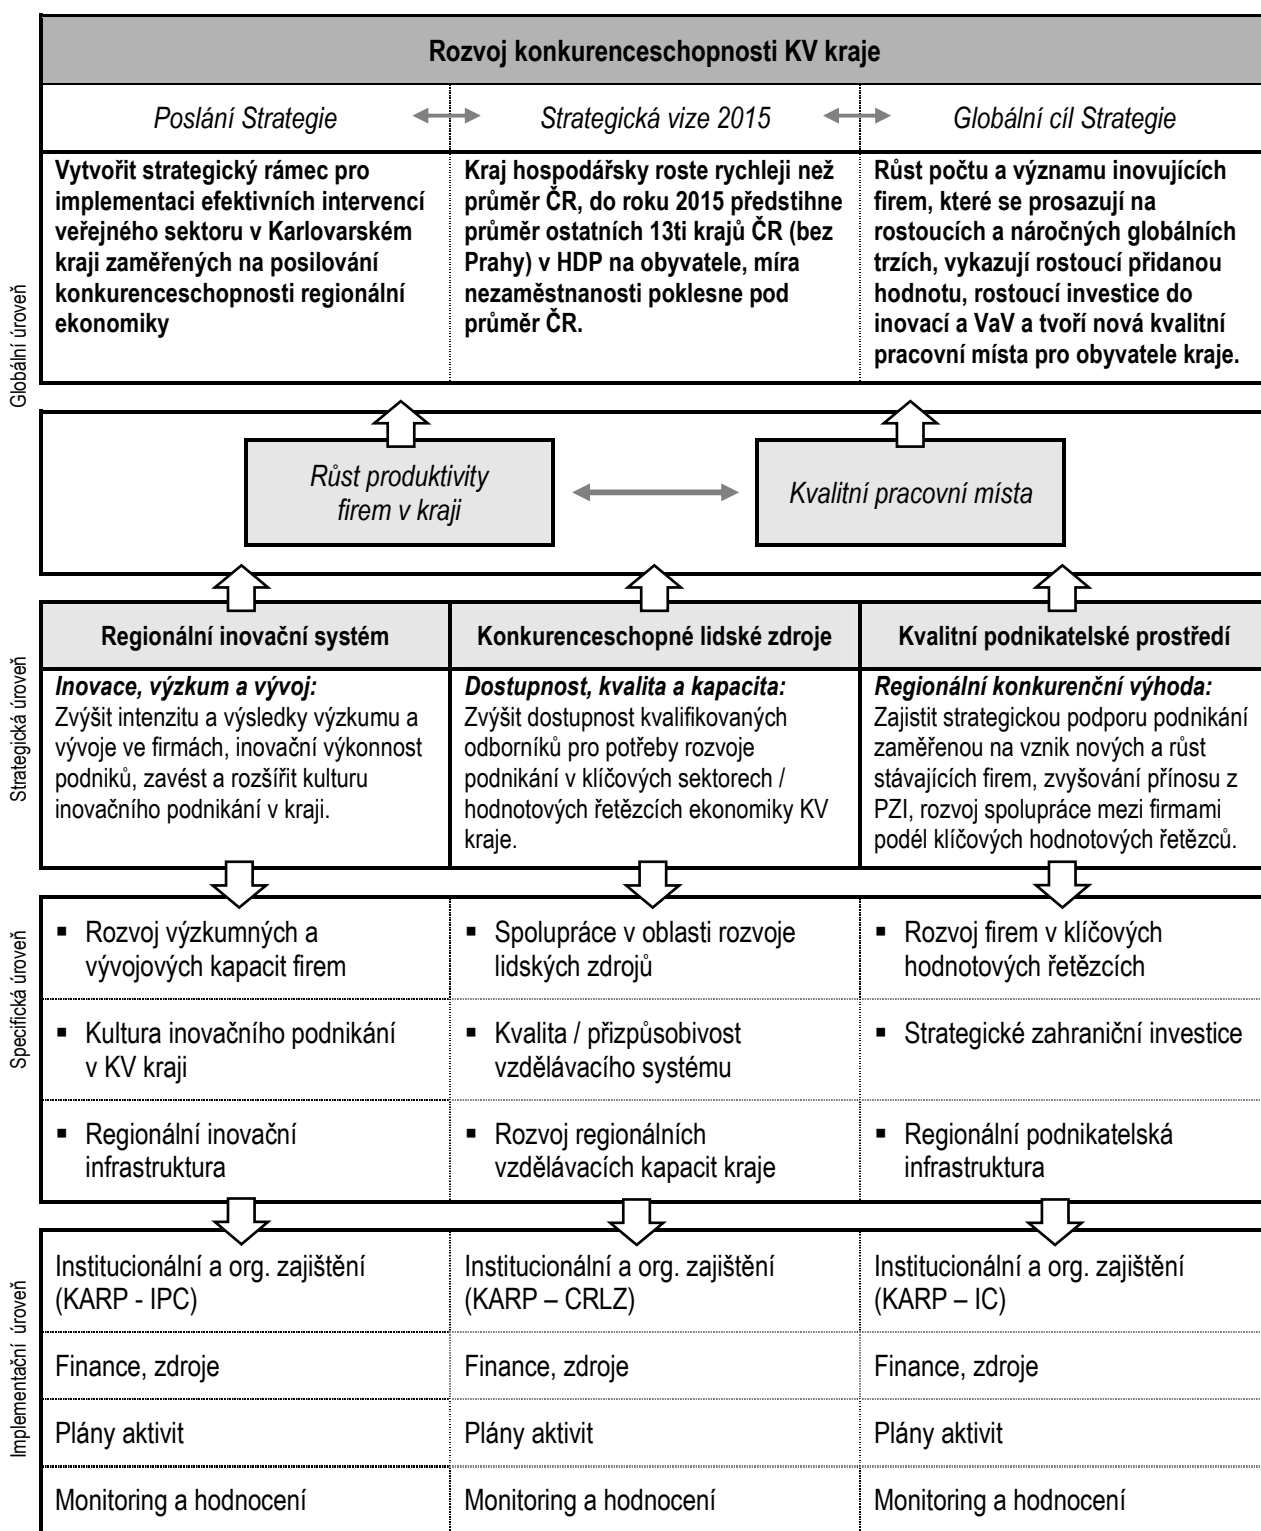 Rozvoj konkurenceschopnosti KV kraje
Poslání Strategie
Strategická vize 2015
Globální cíl Strategie
Vytvořit strategický rámec pro
implementaci efektivních intervencí
veřejného sektoru v Karlovarském
kraji zaměřených na posilování
konkurenceschopnosti regionální
ekonomiky
Kraj hospodářsky roste rychleji než
průměr ČR, do roku 2015 předstihne
průměr ostatních 13ti krajů ČR (bez
Prahy) v HDP na obyvatele, míra
nezaměstnanosti poklesne pod
průměr ČR.
Růst počtu a významu inovujících
firem, které se prosazují na
rostoucích a náročných globálních
trzích, vykazují rostoucí přidanou
hodnotu, rostoucí investice do
inovací a VaV a tvoří nová kvalitní
pracovní místa pro obyvatele kraje.
Globální úroveň
Růst produktivity
firem v kraji
Kvalitní pracovní místa
Regionální inovační systém
Konkurenceschopné lidské zdroje
Kvalitní podnikatelské prostředí
Strategická úroveň
Inovace, výzkum a vývoj:
Zvýšit intenzitu a výsledky výzkumu a
vývoje ve firmách, inovační výkonnost
podniků, zavést a rozšířit kulturu
inovačního podnikání v kraji.
Dostupnost, kvalita a kapacita:
Zvýšit dostupnost kvalifikovaných
odborníků pro potřeby rozvoje
podnikání v klíčových sektorech /
hodnotových řetězcích ekonomiky KV
kraje.
Regionální konkurenční výhoda:
Zajistit strategickou podporu podnikání
zaměřenou na vznik nových a růst
stávajících firem, zvyšování přínosu z
PZI, rozvoj spolupráce mezi firmami
podél klíčových hodnotových řetězců.
Specifická úroveň
▪ Rozvoj výzkumných a
vývojových kapacit firem
▪ Spolupráce v oblasti rozvoje
lidských zdrojů
▪ Rozvoj firem v klíčových
hodnotových řetězcích
▪ Kultura inovačního podnikání
v KV kraji
▪ Kvalita / přizpůsobivost
vzdělávacího systému
▪ Strategické zahraniční investice
▪ Regionální inovační
infrastruktura
▪ Rozvoj regionálních
vzdělávacích kapacit kraje
▪ Regionální podnikatelská
infrastruktura
Implementační úroveň
Institucionální a org. zajištění
(KARP - IPC)
Institucionální a org. zajištění
(KARP – CRLZ)
Institucionální a org. zajištění
(KARP – IC)
Finance, zdroje
Finance, zdroje
Finance, zdroje
Plány aktivit
Plány aktivit
Plány aktivit
Monitoring a hodnocení
Monitoring a hodnocení
Monitoring a hodnocení